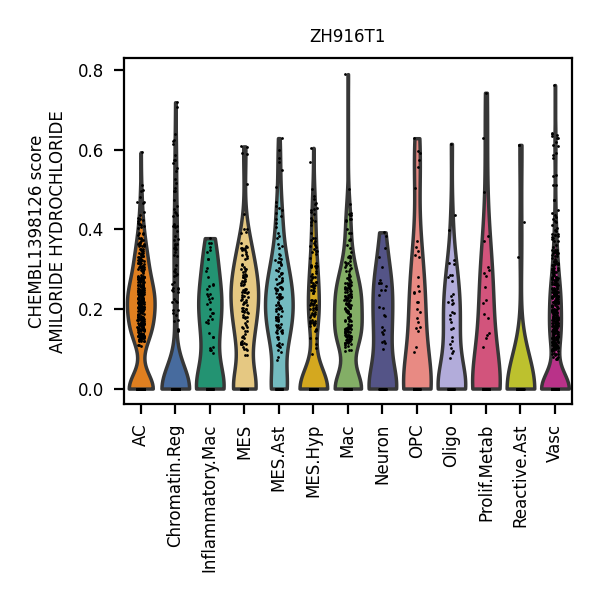 ZH916T1
CHEMBL1398126 score
AMILORIDE HYDROCHLORIDE
0.8
0.6
0.4
0.2
0.0
AC
Chromatin.Reg
Inflammatory.Mac
MES
MES.Ast
MES.Hyp
Mac
Neuron
OPC
Oligo
Prolif.Metab
Reactive.Ast
Vasc